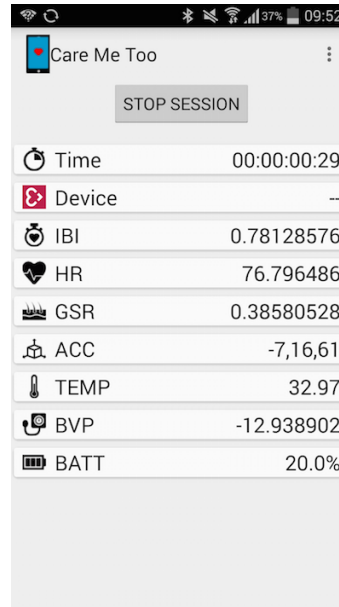 37% 09:52
Care Me Too
STOP SESSION
Time 00:00:00:29
Device --
IBI 0.78128576
HR 76.796486
GSR 0.38580528
ACC -7,16,61
TEMP 32.97
BVP -12.938902
BATT 20.0%